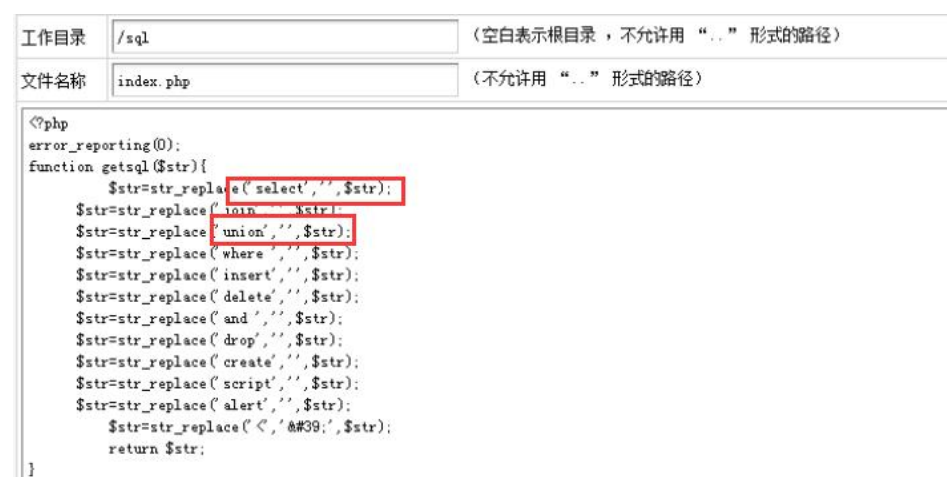 工作目录 /sql （空白表示根目录 ，不允许用 “..” 形式的路径）
文件名称 index.php （不允许用 “..” 形式的路径）
<?php
error_reporting(0);
function getsql($str){
$str=str_replace('select','',$str);
$str=str_replace('join','',$str);
$str=str_replace('union','',$str);
$str=str_replace('where ','',$str);
$str=str_replace('insert','',$str);
$str=str_replace('delete','',$str);
$str=str_replace('and ','',$str);
$str=str_replace('drop','',$str);
$str=str_replace('create','',$str);
$str=str_replace('script','',$str);
$str=str_replace('alert','',$str);
$str=str_replace('<','&#39;',$str);
return $str;
}